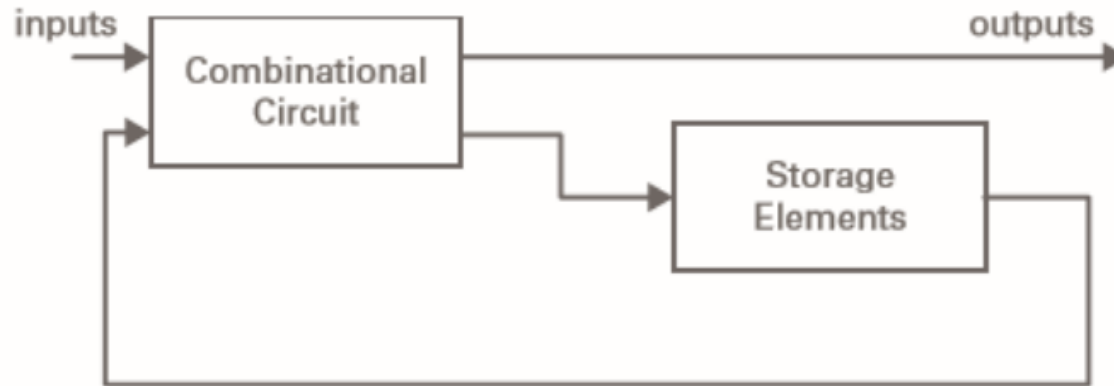 inputs
outputs
Combinational
Circuit
Storage
Elements